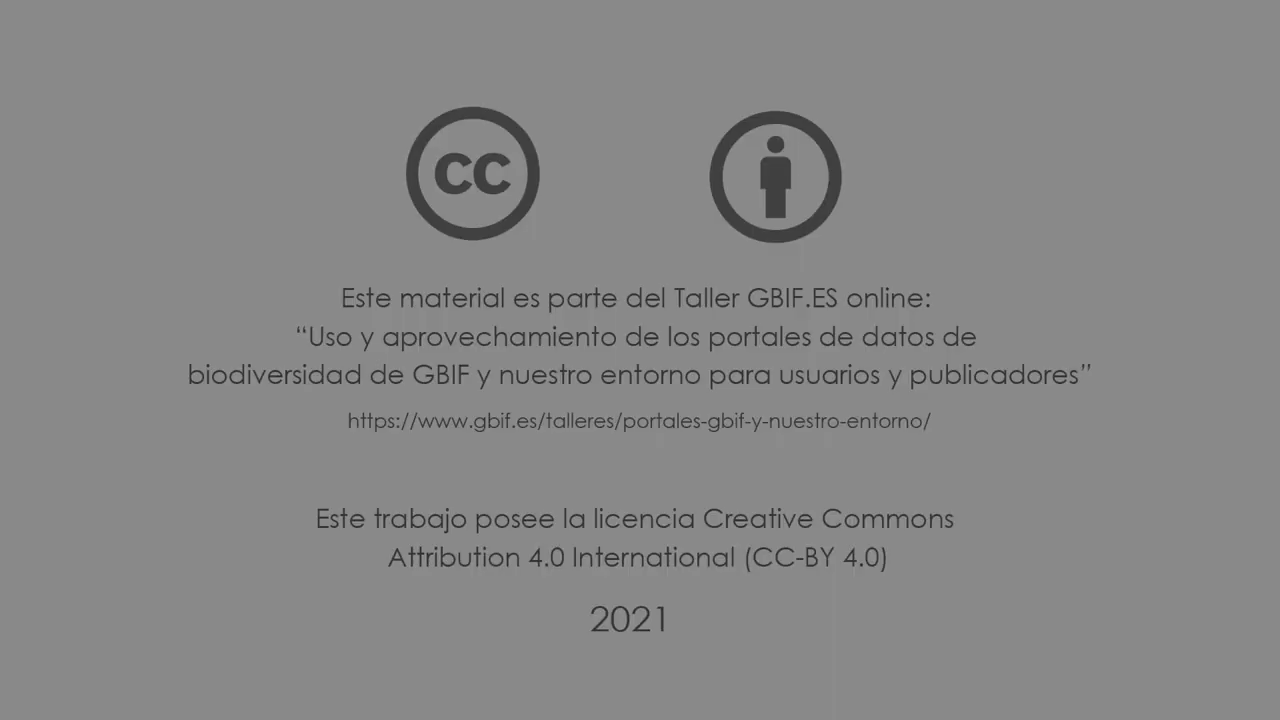 cc
Este material es parte del Taller GBIF.ES online:
“Uso y aprovechamiento de los portales de datos de
biodiversidad de GBIF y nuestro entorno para usuarios y publicadores”
https://www.gbif.es/talleres/portales-gbif-y-nuestro-entorno/
Este trabajo posee la licencia Creative Commons
Attribution 4.0 International (CC-BY 4.0)
2021